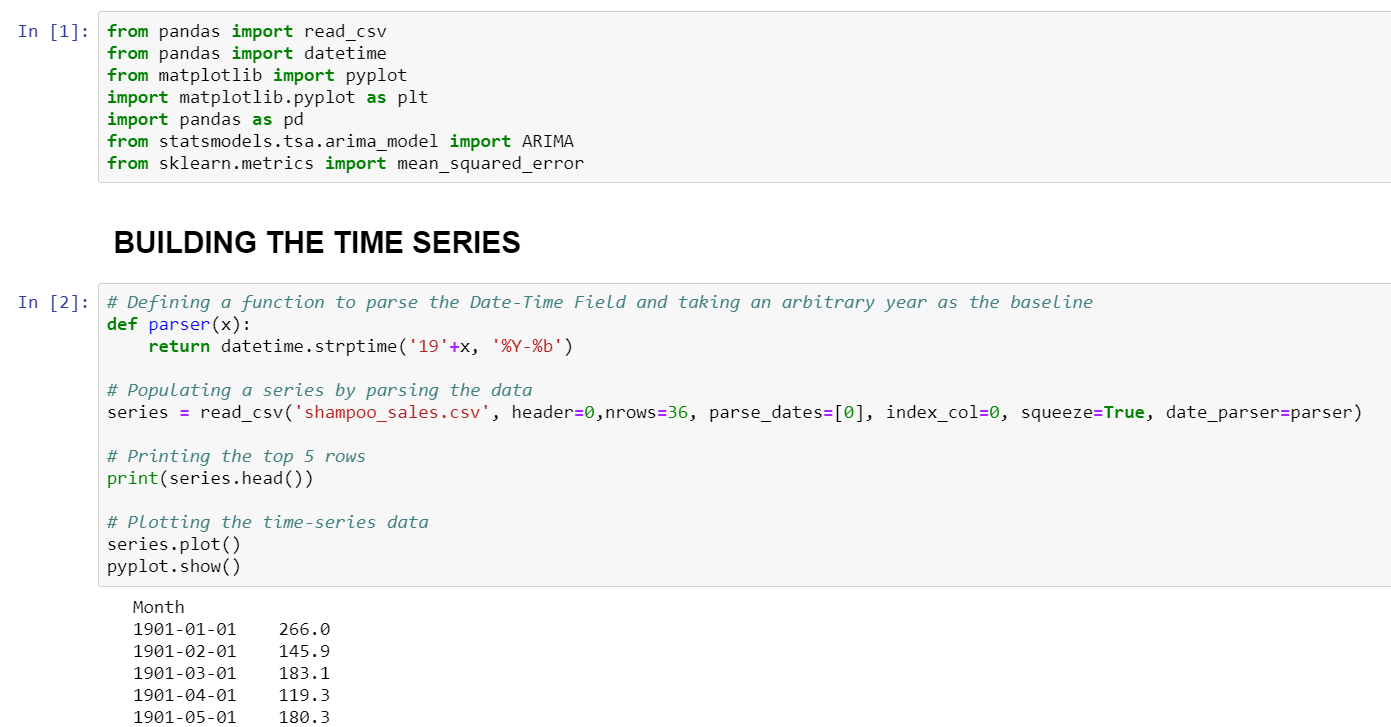 In [1]: from pandas import read_csv
from pandas import datetime
from matplotlib import pyplot
import matplotlib.pyplot as plt
import pandas as pd
from statsmodels.tsa.arima_model import ARIMA
from sklearn.metrics import mean_squared_error
BUILDING THE TIME SERIES
In [2]: # Defining a function to parse the Date-Time Field and taking an arbitrary year as the baseline
def parser(x):
    return datetime.strptime('19'+x, '%Y-%b')
# Populating a series by parsing the data
series = read_csv('shampoo_sales.csv', header=0,nrows=36, parse_dates=[0], index_col=0, squeeze=True, date_parser=parser)
# Printing the top 5 rows
print(series.head())
# Plotting the time-series data
series.plot()
pyplot.show()
Month
1901-01-01    266.0
1901-02-01    145.9
1901-03-01    183.1
1901-04-01    119.3
1901-05-01    180.3